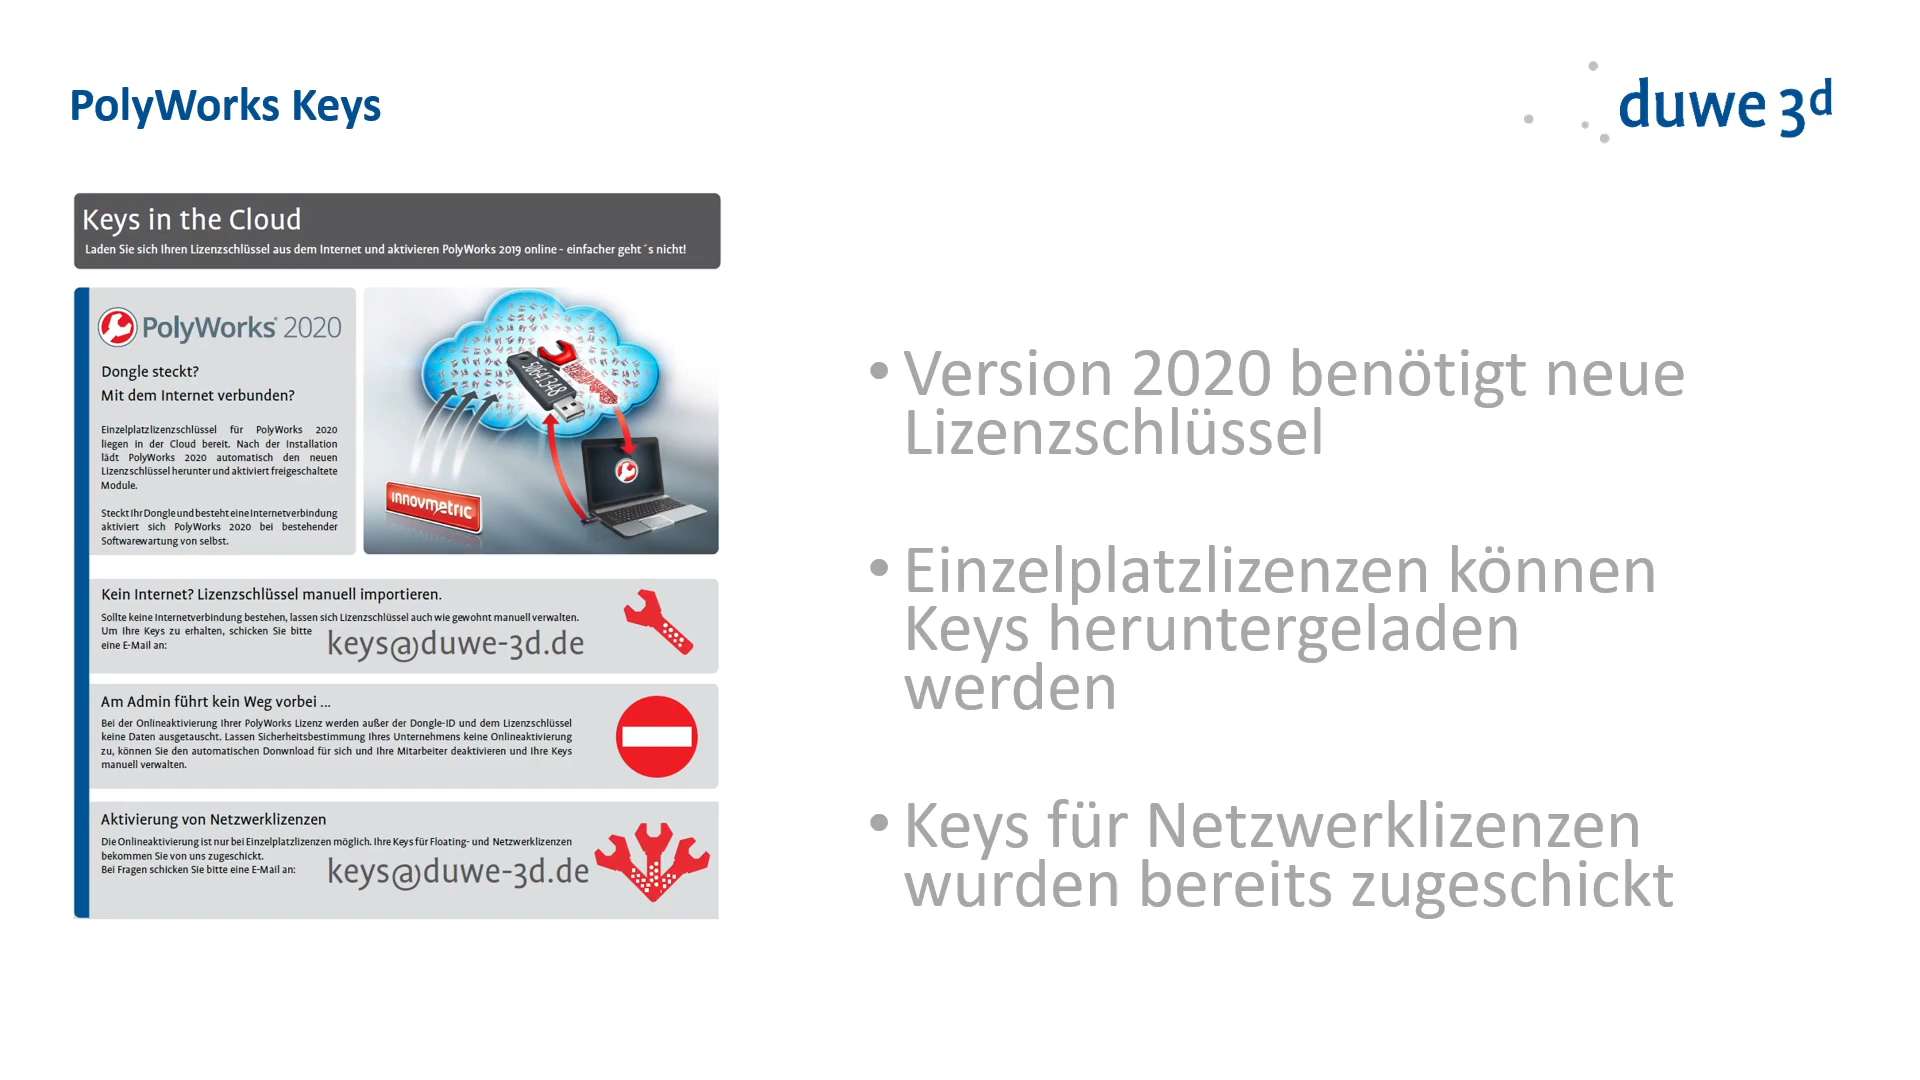 PolyWorks Keys
duwe 3d
Keys in the Cloud
Laden Sie sich Ihren Lizenzschlüssel aus dem Internet und aktivieren PolyWorks 2019 online - einfacher geht´s nicht!
PolyWorks® 2020
Dongle steckt?
Mit dem Internet verbunden?
Einzelplatzlizenzschlüssel für PolyWorks 2020
liegen in der Cloud bereit. Nach der Installation
lädt PolyWorks 2020 automatisch den neuen
Lizenzschlüssel herunter und aktiviert freigeschaltete
Module.
Steckt Ihr Dongle und besteht eine Internetverbindung
aktiviert sich PolyWorks 2020 bei bestehender
Softwarewartung von selbst.
58641348
innovmetric
Kein Internet? Lizenzschlüssel manuell importieren.
Sollte keine Internetverbindung bestehen, lassen sich Lizenzschlüssel auch wie gewohnt manuell verwalten.
Um Ihre Keys zu erhalten, schicken Sie bitte
eine E-Mail an:
keys@duwe-3d.de
Am Admin führt kein Weg vorbei ...
Bei der Onlineaktivierung Ihrer PolyWorks Lizenz werden außer der Dongle-ID und dem Lizenzschlüssel
keine Daten ausgetauscht. Lassen Sicherheitsbestimmung Ihres Unternehmens keine Onlineaktivierung
zu, können Sie den automatischen Donwnload für sich und Ihre Mitarbeiter deaktivieren und Ihre Keys
manuell verwalten.
Aktivierung von Netzwerklizenzen
Die Onlineaktivierung ist nur bei Einzelplatzlizenzen möglich. Ihre Keys für Floating- und Netzwerklizenzen
bekommen Sie von uns zugeschickt.
Bei Fragen schicken Sie bitte eine E-Mail an:
keys@duwe-3d.de
• Version 2020 benötigt neue
Lizenzschlüssel
• Einzelplatzlizenzen können
Keys heruntergeladen
werden
• Keys für Netzwerklizenzen
wurden bereits zugeschickt